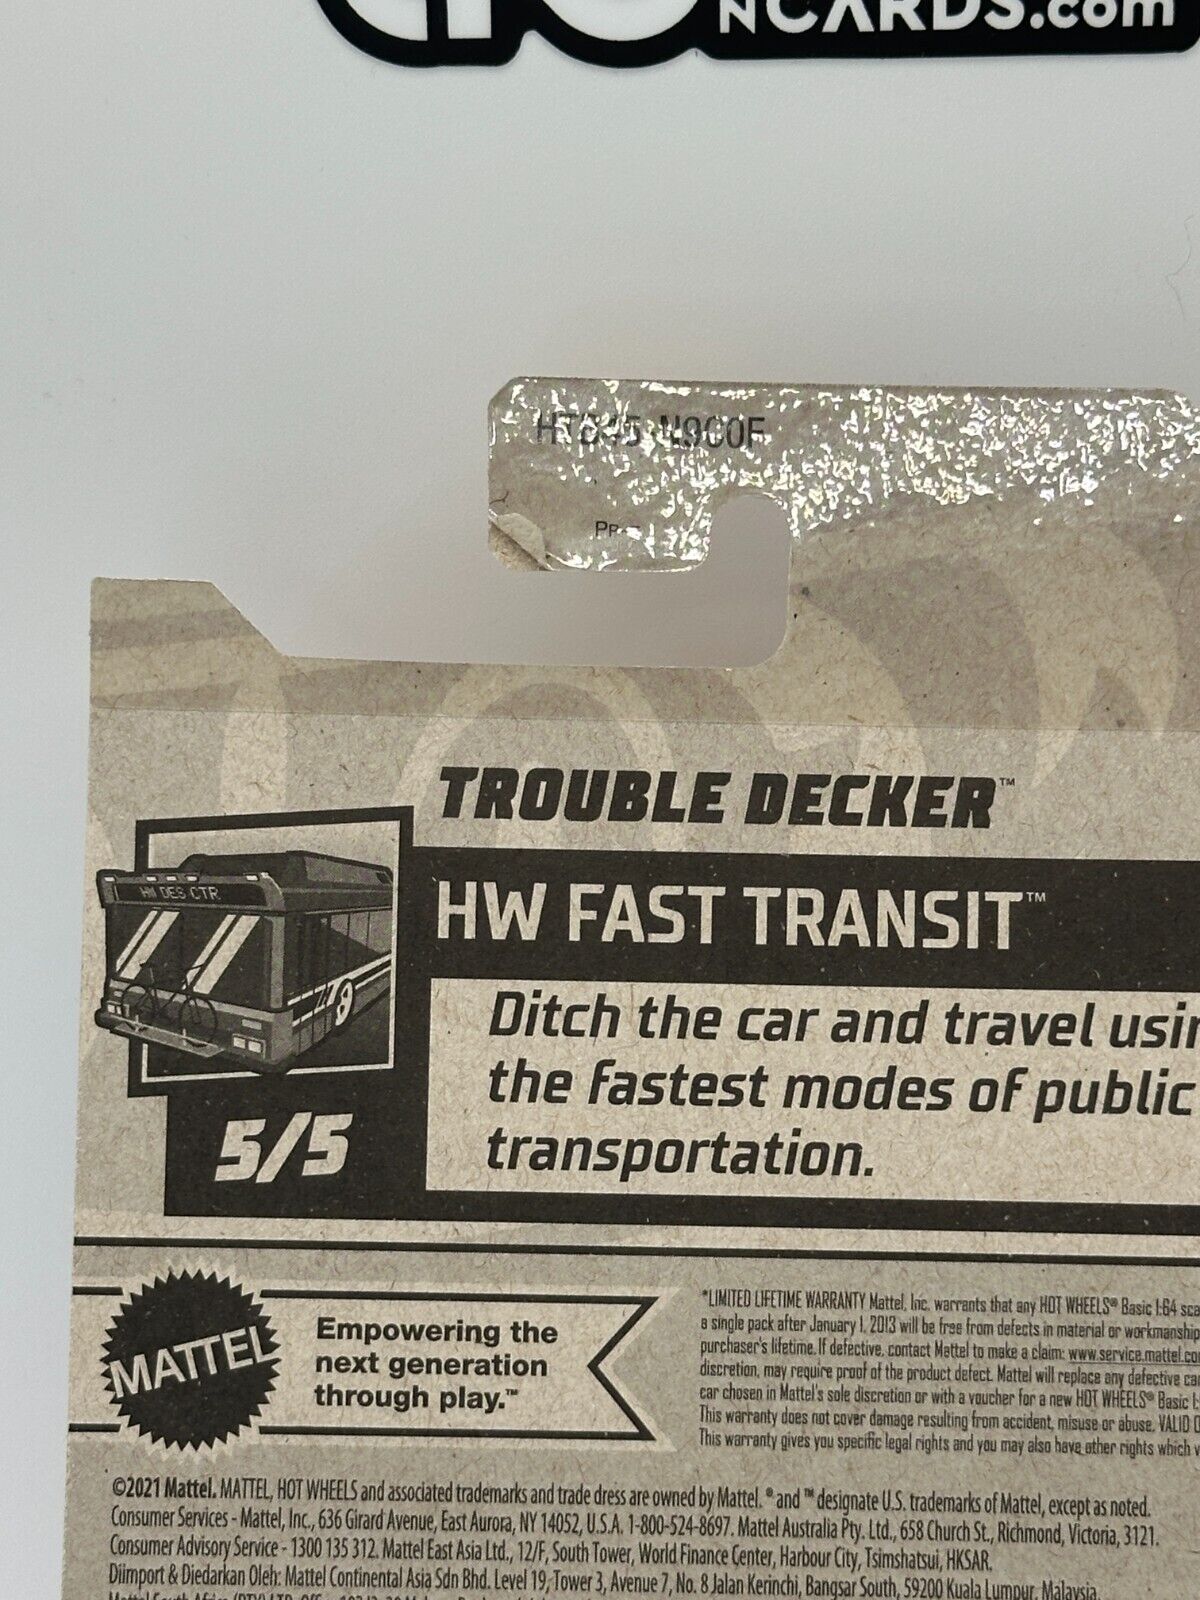 NCARDS.com
N9C0F
TROUBLE DECKER™
HW FAST TRANSIT™
HW DES CTR
Ditch the car and travel
the fastest modes of public
transportation.
5/5
MATTEL
Empowering the
next generation
through play.™
*LIMITED LIFETIME WARRANTY Mattel, Inc. warrants that any HOT WHEELS® Basic 1:64
a single pack after January 1, 2013 will be free from defects in material or workmanship
purchaser's lifetime. If defective, contact Mattel to make a claim: www.service.mattel.co
discretion, may require proof of the product defect. Mattel will replace any defective
car chosen in Mattel's sole discretion or with a voucher for a new HOT WHEELS® Basic
This warranty does not cover damage resulting from accident, misuse or abuse. VALID
This warranty gives you specific legal rights and you may also have other rights which
©2021 Mattel. MATTEL, HOT WHEELS and associated trademarks and trade dress are owned by Mattel. ® and ™ designate U.S. trademarks of Mattel, except as noted.
Consumer Services - Mattel, Inc., 636 Girard Avenue, East Aurora, NY 14052, U.S.A. 1-800-524-8697. Mattel Australia Pty. Ltd., 658 Church St., Richmond, Victoria, 3121.
Consumer Advisory Service - 1300 135 312. Mattel East Asia Ltd., 12/F, South Tower, World Finance Center, Harbour City, Tsimshatsui, HKSAR.
Diimport & Diedarkan Oleh: Mattel Continental Asia Sdn Bhd. Level 19, Tower 3, Avenue 7, No. 8 Jalan Kerinchi, Bangsar South, 59200 Kuala Lumpur, Malaysia.